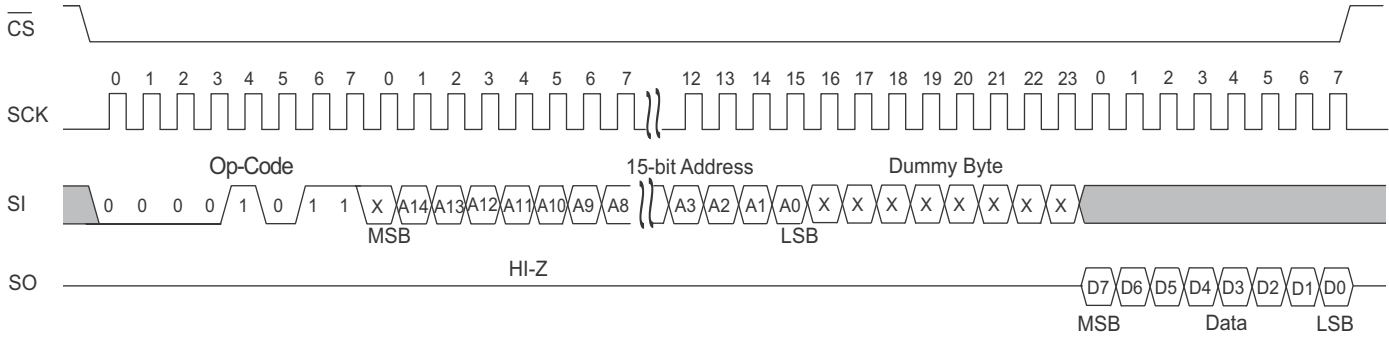 CS
0 1 2 3 4 5 6 7 0 1 2 3 4 5 6 7 12 13 14 15 16 17 18 19 20 21 22 23 0 1 2 3 4 5 6 7
SCK
Op-Code 15-bit Address Dummy Byte
SI 0 0 0 0 1 0 1 1 X A14 A13 A12 A11 A10 A9 A8 A3 A2 A1 A0 X X X X X X X X
MSB LSB
HI-Z
SO D7 D6 D5 D4 D3 D2 D1 D0
MSB Data LSB